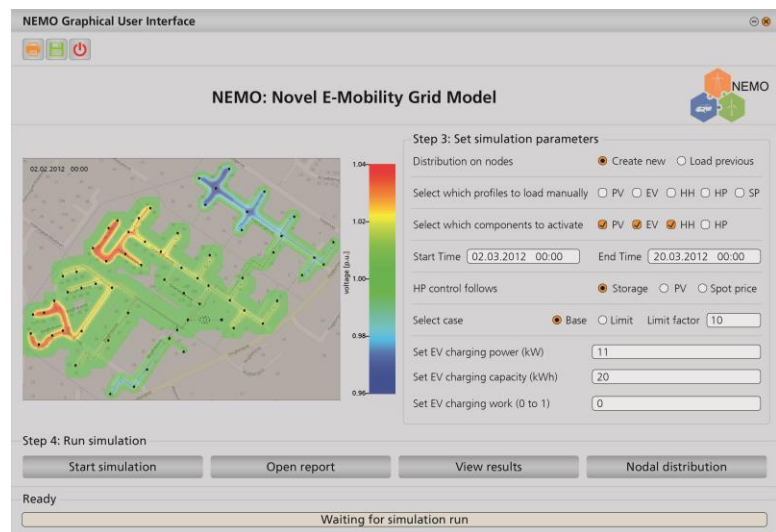 NEMO Graphical User Interface
NEMO: Novel E-Mobility Grid Model
NEMO
02.02.2012 00:00
1.04
1.02
1.00
0.98
0.96
voltage [p.u.]
Step 3: Set simulation parameters
Distribution on nodes Create new Load previous
Select which profiles to load manually PV EV HH HP SP
Select which components to activate PV EV HH HP
Start Time 02.03.2012 00:00 End Time 20.03.2012 00:00
HP control follows Storage PV Spot price
Select case Base Limit Limit factor 10
Set EV charging power (kW) 11
Set EV charging capacity (kWh) 20
Set EV charging work (0 to 1) 0
Step 4: Run simulation
Start simulation Open report View results Nodal distribution
Ready
Waiting for simulation run